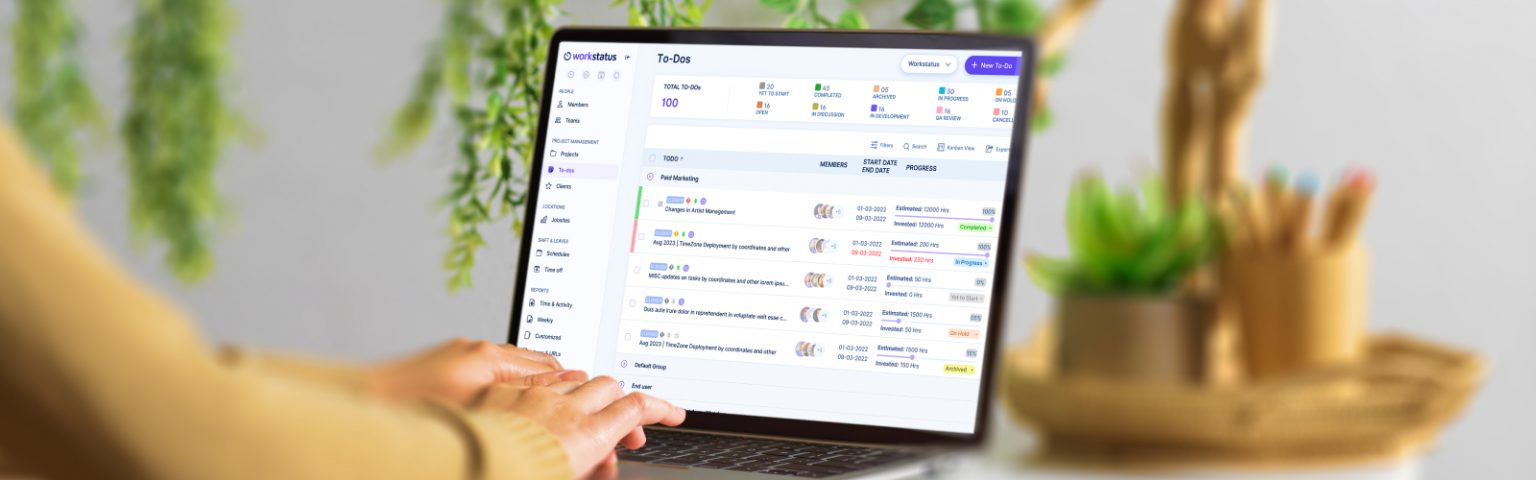 workstatus
PEOPLE
Members
Teams
PROJECT MANAGEMENT
Projects
To-dos
Clients
LOCATIONS
Jobsites
SHIFT & LEAVES
Schedules
Time off
REPORTS
Time & Activity
Weekly
Customized
& URLs
To-Dos
Workstatus
+ New To-Do
TOTAL TO-DOs
100
20
YET TO START
45
COMPLETED
05
ARCHIVED
30
IN PROGRESS
05
ON HOLD
16
OPEN
16
IN DISCUSSION
16
IN DEVELOPMENT
16
QA REVIEW
10
CANCELL
Filters
Search
Kanban View
Export
TODO
MEMBERS
START DATE
END DATE
PROGRESS
Paid Marketing
Changes in Artist Management
01-03-2022
09-03-2022
Estimated: 12000 Hrs
100%
Invested: 12000 Hrs
Completed
Aug 2023 | TimeZone Deployment by coordinates and other
01-03-2022
09-03-2022
Estimated: 200 Hrs
100%
Invested: 250 Hrs
In Progress
MISC updates on tasks by coordinates and other lorem ipsu...
01-03-2022
09-03-2022
Estimated: 50 Hrs
0%
Invested: 0 Hrs
Yet to Start
Duis aute irure dolor in reprehenderit in voluptate velit esse c...
01-03-2022
09-03-2022
Estimated: 1500 Hrs
Invested: 50 Hrs
On Hold
Aug 2023 | TimeZone Deployment by coordinates and other
01-03-2022
09-03-2022
Estimated: 1500 Hrs
Invested: 150 Hrs
Archived
Default Group
End user